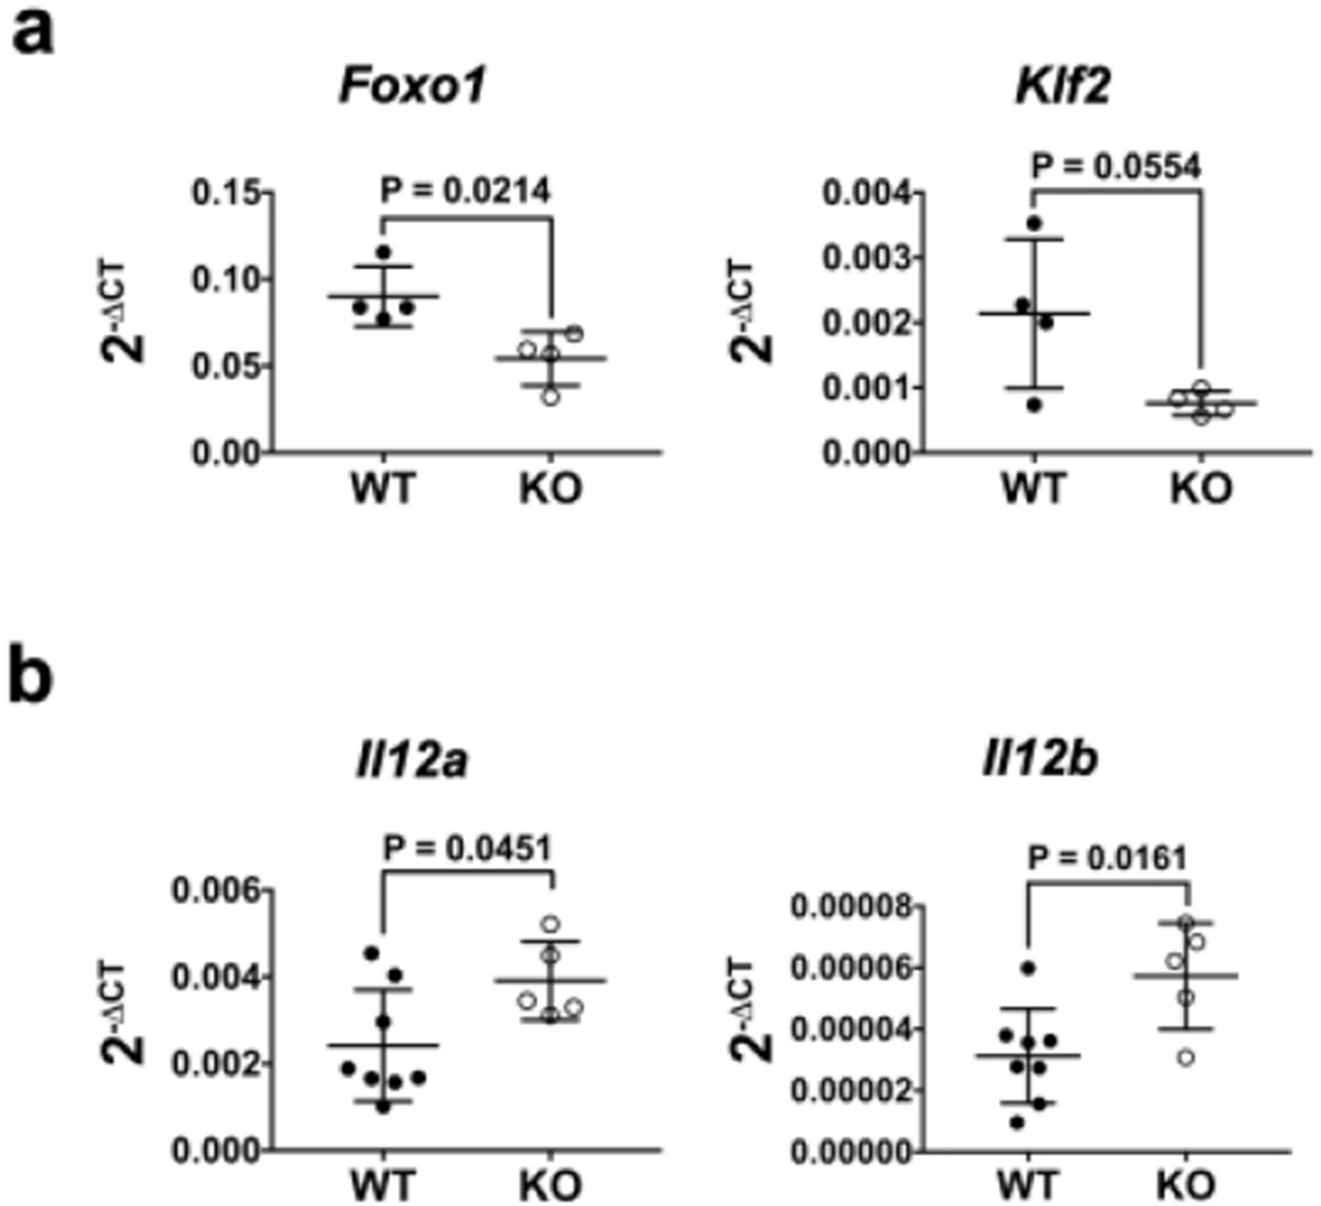 a
Foxo1
P = 0.0214
0.15
0.10
0.05
0.00
2-ΔCT
WT KO
Klf2
P = 0.0554
0.004
0.003
0.002
0.001
0.000
2-ΔCT
WT KO
b
Il12a
P = 0.0451
0.006
0.004
0.002
0.000
2-ΔCT
WT KO
Il12b
P = 0.0161
0.00008
0.00006
0.00004
0.00002
0.00000
2-ΔCT
WT KO